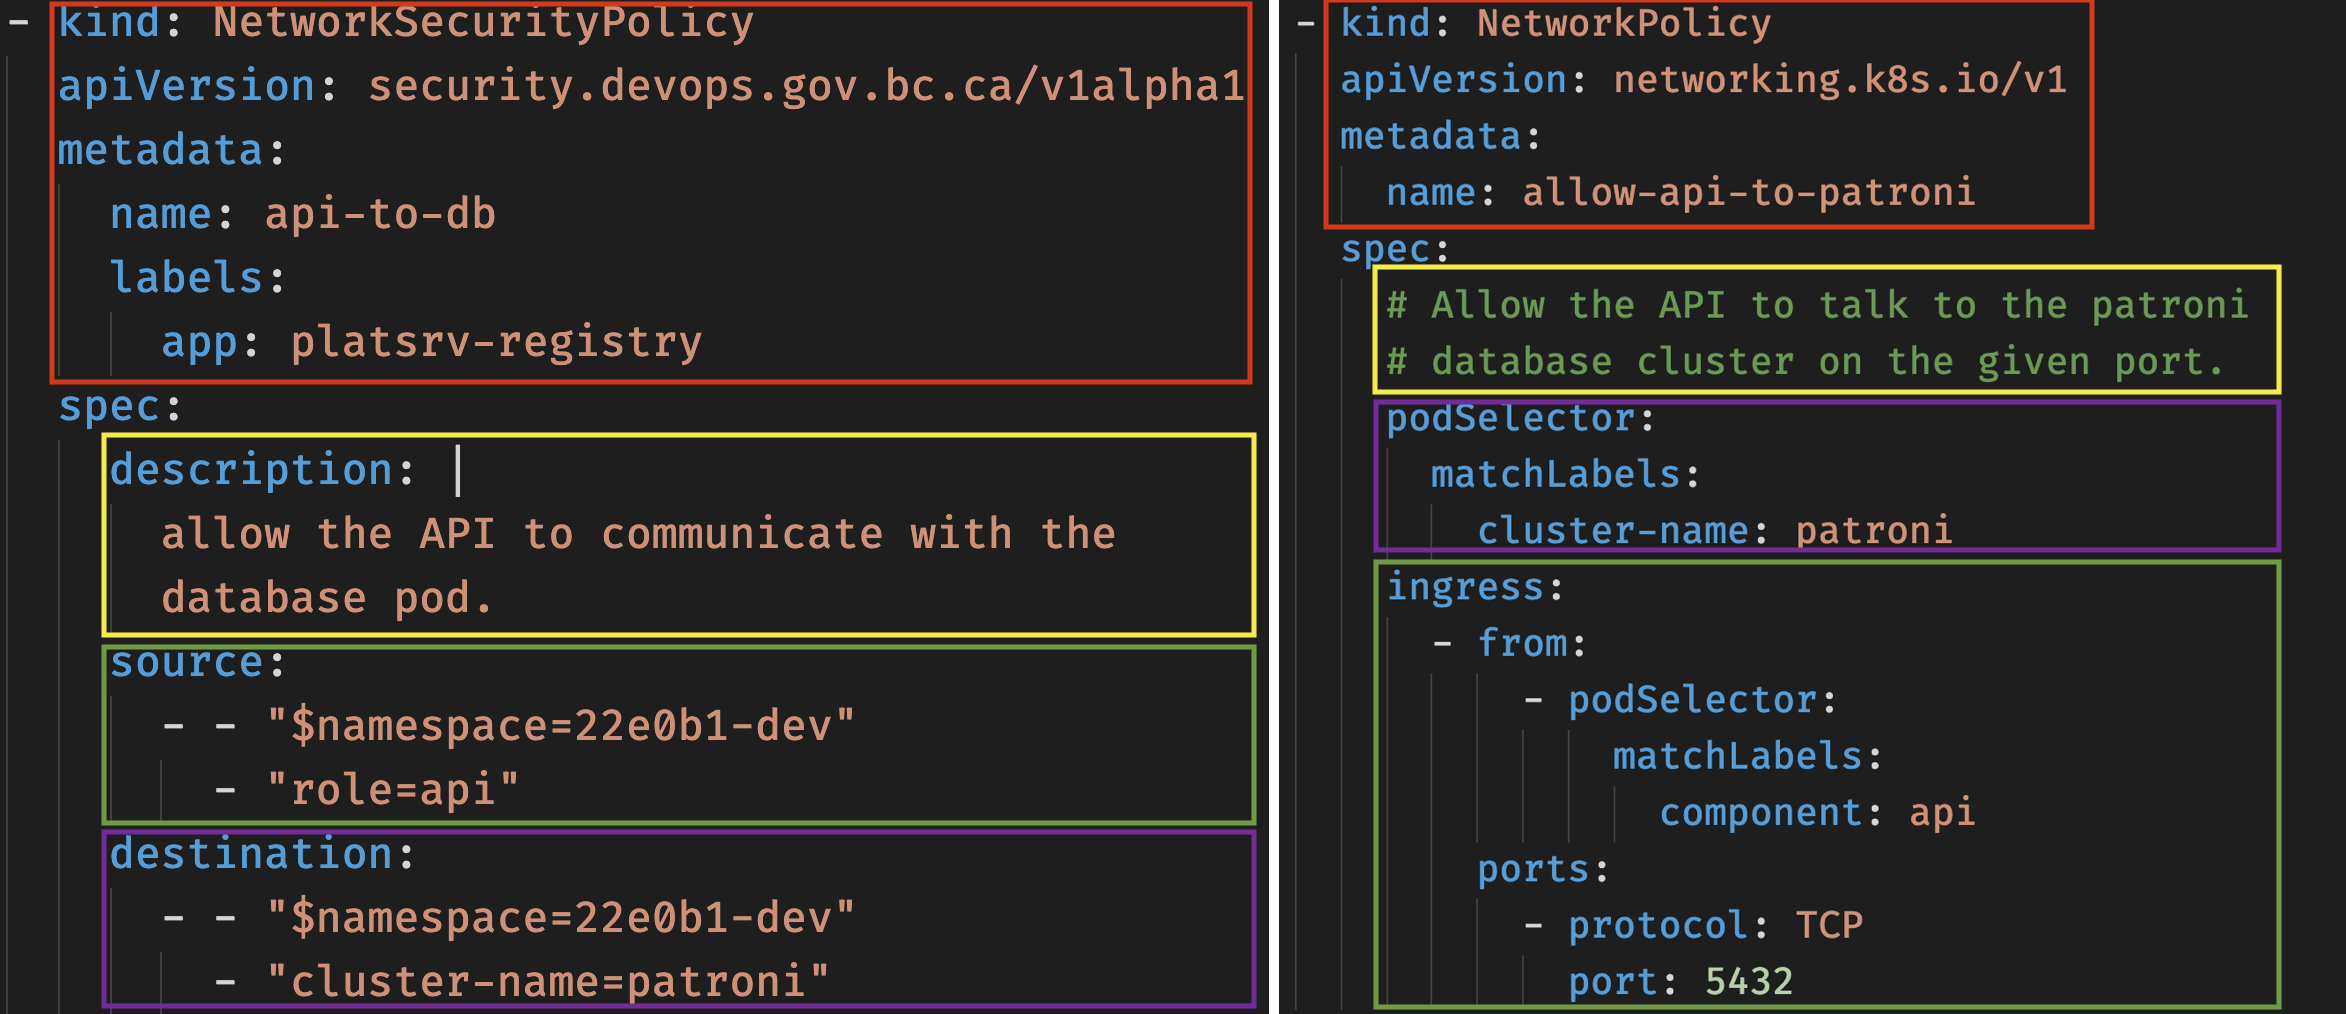 - kind: NetworkSecurityPolicy
  apiVersion: security.devops.gov.bc.ca/v1alpha1
  metadata:
    name: api-to-db
    labels:
      app: platsrv-registry
  spec:
    description: |
      allow the API to communicate with the
      database pod.
    source:
      - - "$namespace=22e0b1-dev"
        - "role=api"
    destination:
      - - "$namespace=22e0b1-dev"
        - "cluster-name=patroni"
- kind: NetworkPolicy
  apiVersion: networking.k8s.io/v1
  metadata:
    name: allow-api-to-patroni
  spec:
    # Allow the API to talk to the patroni
    # database cluster on the given port.
    podSelector:
      matchLabels:
        cluster-name: patroni
    ingress:
      - from:
          - podSelector:
              matchLabels:
                component: api
        ports:
          - protocol: TCP
            port: 5432